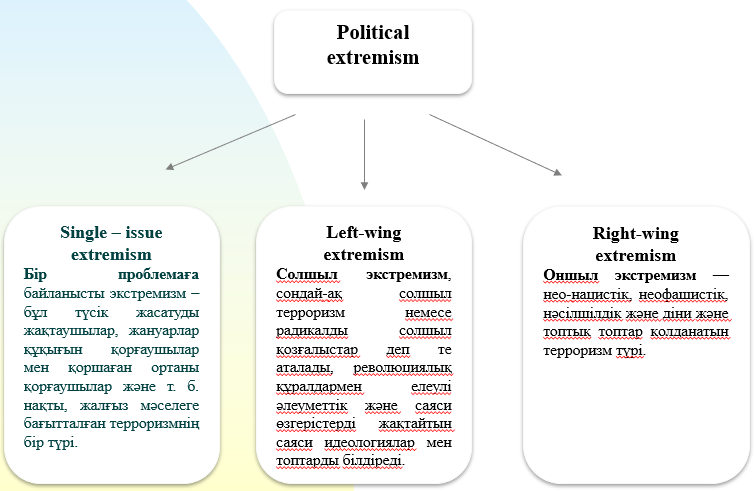 Political
extremism
Single – issue
extremism
Бір проблемаға
байланысты экстремизм –
бұл түсік жасатуды
жақтаушылар, жануарлар
құқығын қорғаушылар
мен қоршаған ортаны
қорғаушылар және т. б.
нақты, жалғыз мәселеге
бағытталған терроризмнің
бір түрі.
Left-wing
extremism
Солшыл экстремизм,
сондай-ақ солшыл
терроризм немесе
радикалды солшыл
қозғалыстар деп те
аталады, революциялық
құралдармен елеулі
әлеуметтік және саяси
өзгерістерді жақтайтын
саяси идеологиялар мен
топтарды білдіреді.
Right-wing
extremism
Оңшыл экстремизм —
нео-нацистік, неофашистік,
нәсілшілдік және діни және
топтық топтар қолданатын
терроризм түрі.